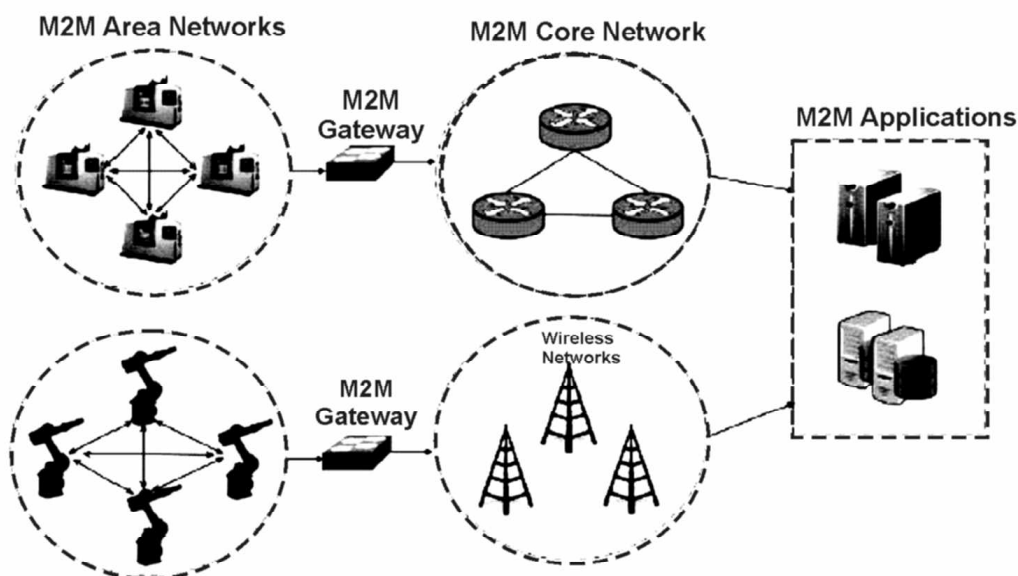 M2M Area Networks
M2M Core Network
M2M
Gateway
M2M Applications
Wireless
Networks
M2M
Gateway